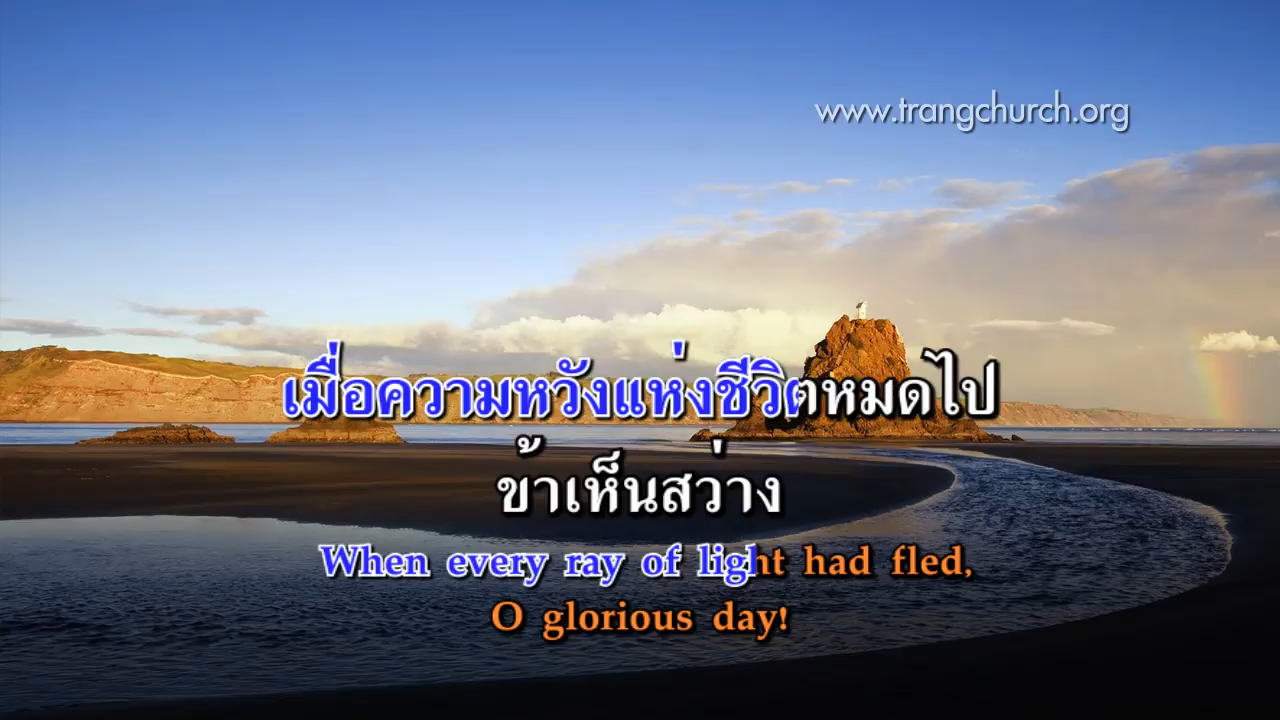 www.trangchurch.org
เมื่อความหวังแห่งชีวิตหมดไป
ข้าเห็นสว่าง
When every ray of light had fled,
O glorious day!